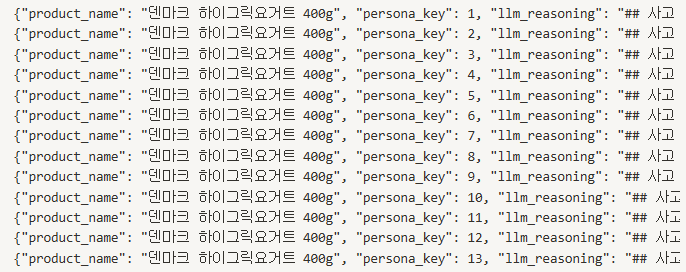 {"product_name": "덴마크 하이그릭요거트 400g", "persona_key": 1, "llm_reasoning": "## 사고
{"product_name": "덴마크 하이그릭요거트 400g", "persona_key": 2, "llm_reasoning": "## 사고
{"product_name": "덴마크 하이그릭요거트 400g", "persona_key": 3, "llm_reasoning": "## 사고
{"product_name": "덴마크 하이그릭요거트 400g", "persona_key": 4, "llm_reasoning": "## 사고
{"product_name": "덴마크 하이그릭요거트 400g", "persona_key": 5, "llm_reasoning": "## 사고
{"product_name": "덴마크 하이그릭요거트 400g", "persona_key": 6, "llm_reasoning": "## 사고
{"product_name": "덴마크 하이그릭요거트 400g", "persona_key": 7, "llm_reasoning": "## 사고
{"product_name": "덴마크 하이그릭요거트 400g", "persona_key": 8, "llm_reasoning": "## 사고
{"product_name": "덴마크 하이그릭요거트 400g", "persona_key": 9, "llm_reasoning": "## 사고
{"product_name": "덴마크 하이그릭요거트 400g", "persona_key": 10, "llm_reasoning": "## 사고
{"product_name": "덴마크 하이그릭요거트 400g", "persona_key": 11, "llm_reasoning": "## 사고
{"product_name": "덴마크 하이그릭요거트 400g", "persona_key": 12, "llm_reasoning": "## 사고
{"product_name": "덴마크 하이그릭요거트 400g", "persona_key": 13, "llm_reasoning": "## 사고